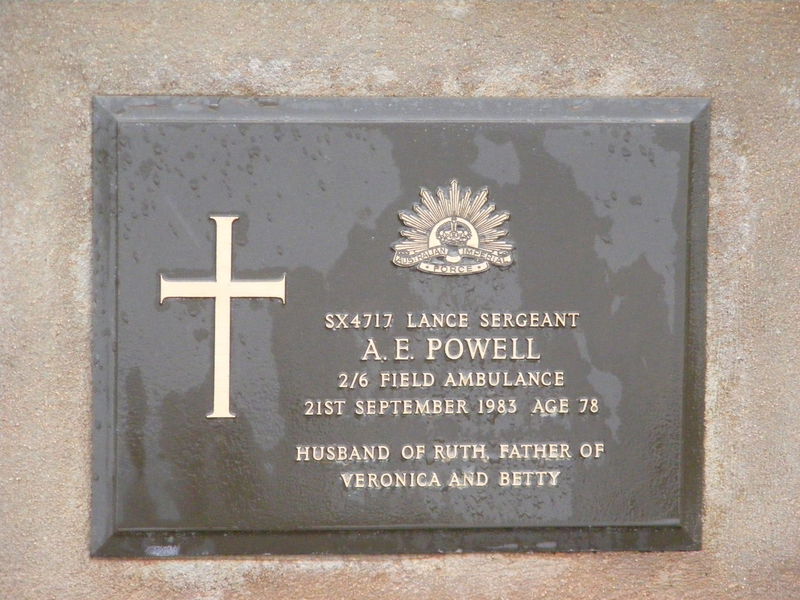 AUSTRALIAN IMPERIAL
FORCE
SX4717 LANCE SERGEANT
A. E. POWELL
2/6 FIELD AMBULANCE
21ST SEPTEMBER 1983 AGE 78
HUSBAND OF RUTH, FATHER OF
VERONICA AND BETTY